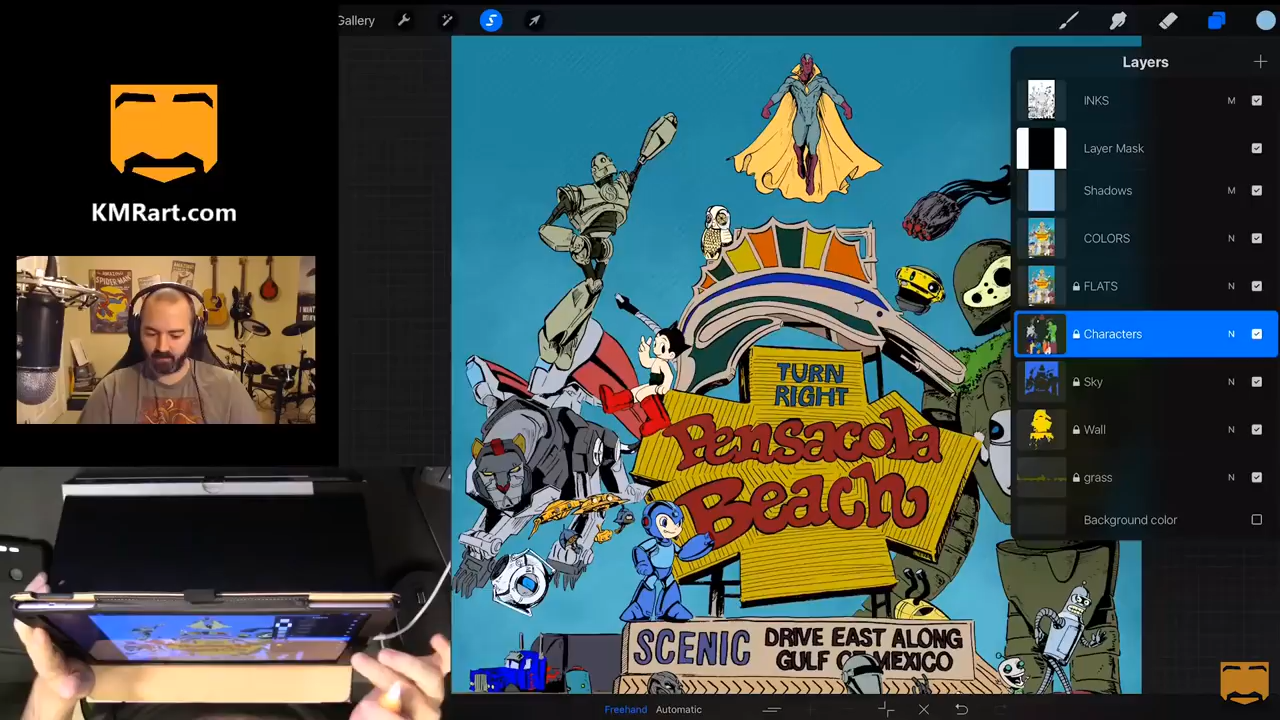 Gallery
Layers
INKS
M
Layer Mask
Shadows
M
COLORS
N
FLATS
N
Characters
N
Sky
N
Wall
N
grass
N
Background color
KMRart.com
TURN
RIGHT
Pensacola
Beach
SCENIC
DRIVE EAST ALONG
GULF OF MEXICO
Freehand
Automatic